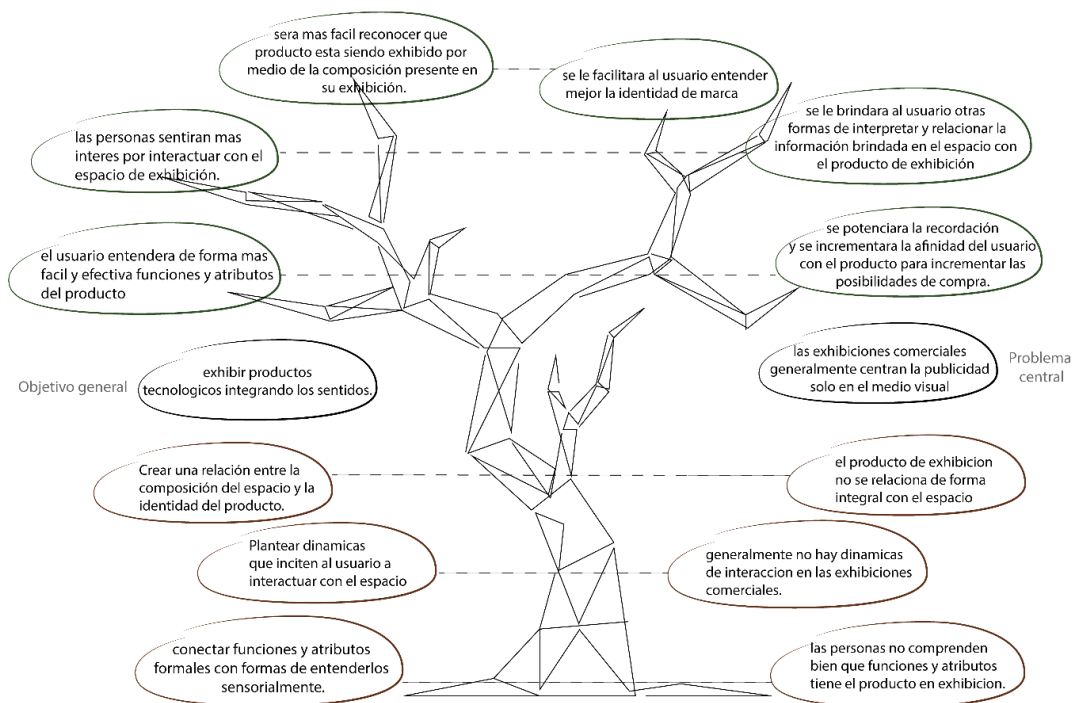 sera mas facil reconocer que
producto esta siendo exhibido por
medio de la composición presente en
su exhibición.
se le facilitara al usuario entender
mejor la identidad de marca
las personas sentiran mas
interes por interactuar con el
espacio de exhibición.
se le brindara al usuario otras
formas de interpretar y relacionar la
información brindada en el espacio con
el producto de exhibición
el usuario entendera de forma mas
facil y efectiva funciones y atributos
del producto
se potenciara la recordación
y se incrementara la afinidad del usuario
con el producto para incrementar las
posibilidades de compra.
Objetivo general
exhibir productos
tecnologicos integrando los sentidos.
las exhibiciones comerciales
generalmente centran la publicidad
solo en el medio visual
Problema
central
Crear una relación entre la
composición del espacio y la
identidad del producto.
el producto de exhibicion
no se relaciona de forma
integral con el espacio
Plantear dinamicas
que inciten al usuario a
interactuar con el espacio
generalmente no hay dinamicas
de interaccion en las exhibiciones
comerciales.
conectar funciones y atributos
formales con formas de entenderlos
sensorialmente.
las personas no comprenden
bien que funciones y atributos
tiene el producto en exhibicion.